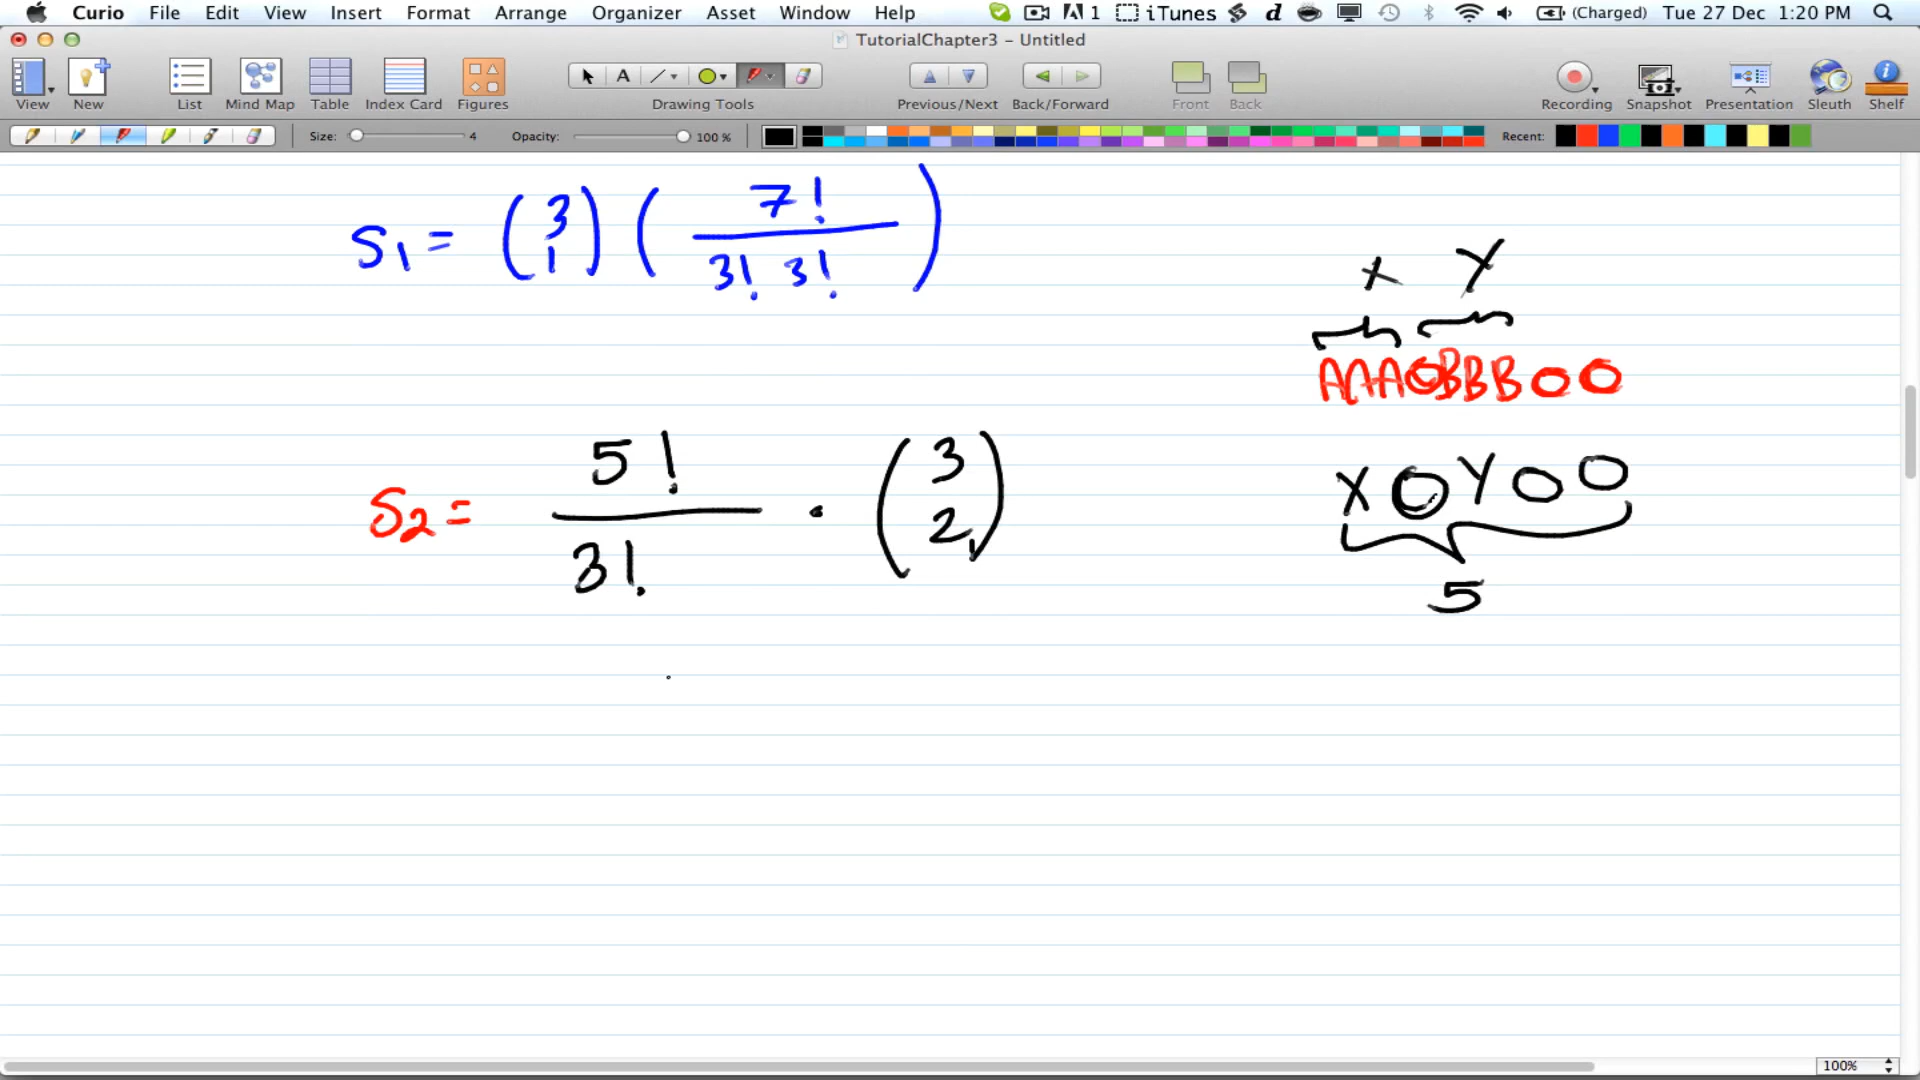 Curio File Edit View Insert Format Arrange Organizer Asset Window Help 1 iTunes d (Charged) Tue 27 Dec 1:20 PM
TutorialChapter3 – Untitled
A
View New List Mind Map Table Index Card Figures Drawing Tools Previous/Next Back/Forward Front Back Recording Snapshot Presentation Sleuth Shelf
Size: 4 Opacity: 100 % Recent:
S1 = (3 1) (7! / 3! 3!)
X Y
AAAOBBBOO
S2 = 5! / 3! · (3 2)
XOYOO
5
100%